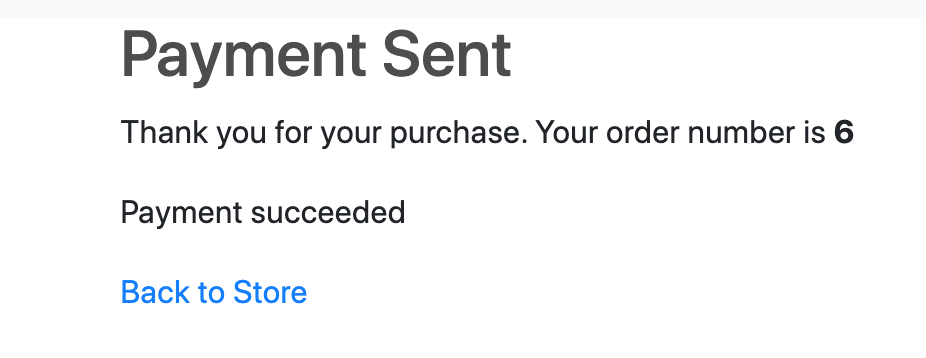 Payment Sent
Thank you for your purchase. Your order number is 6
Payment succeeded
Back to Store